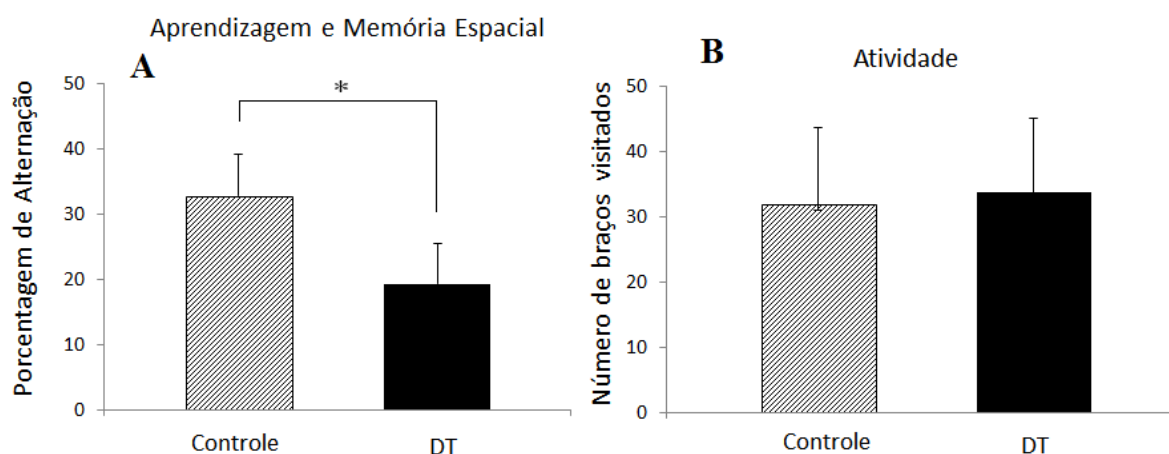 Aprendizagem e Memória Espacial
A
Porcentagem de Alternação
50
40
30
20
10
0
*
Controle
DT
B
Atividade
Número de braços visitados
50
40
30
20
10
0
Controle
DT